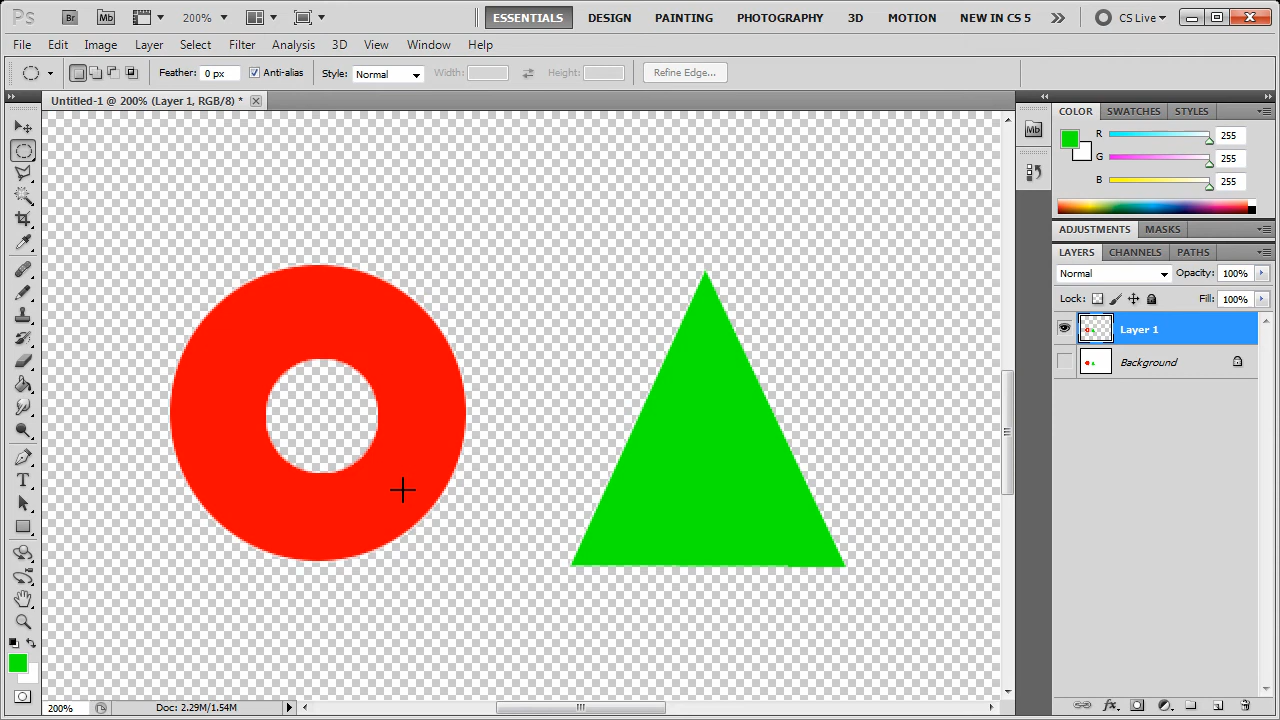 Ps Br Mb 200% ESSENTIALS DESIGN PAINTING PHOTOGRAPHY 3D MOTION NEW IN CS 5 CS Live
File Edit Image Layer Select Filter Analysis 3D View Window Help
Feather: 0 px Anti-alias Style: Normal Width: Height: Refine Edge...
Untitled-1 @ 200% (Layer 1, RGB/8) *
Mb
COLOR SWATCHES STYLES
R 255
G 255
B 255
ADJUSTMENTS MASKS
LAYERS CHANNELS PATHS
Normal Opacity: 100%
Lock: Fill: 100%
Layer 1
Background
T
fx
200% Doc: 2.29M/1.54M